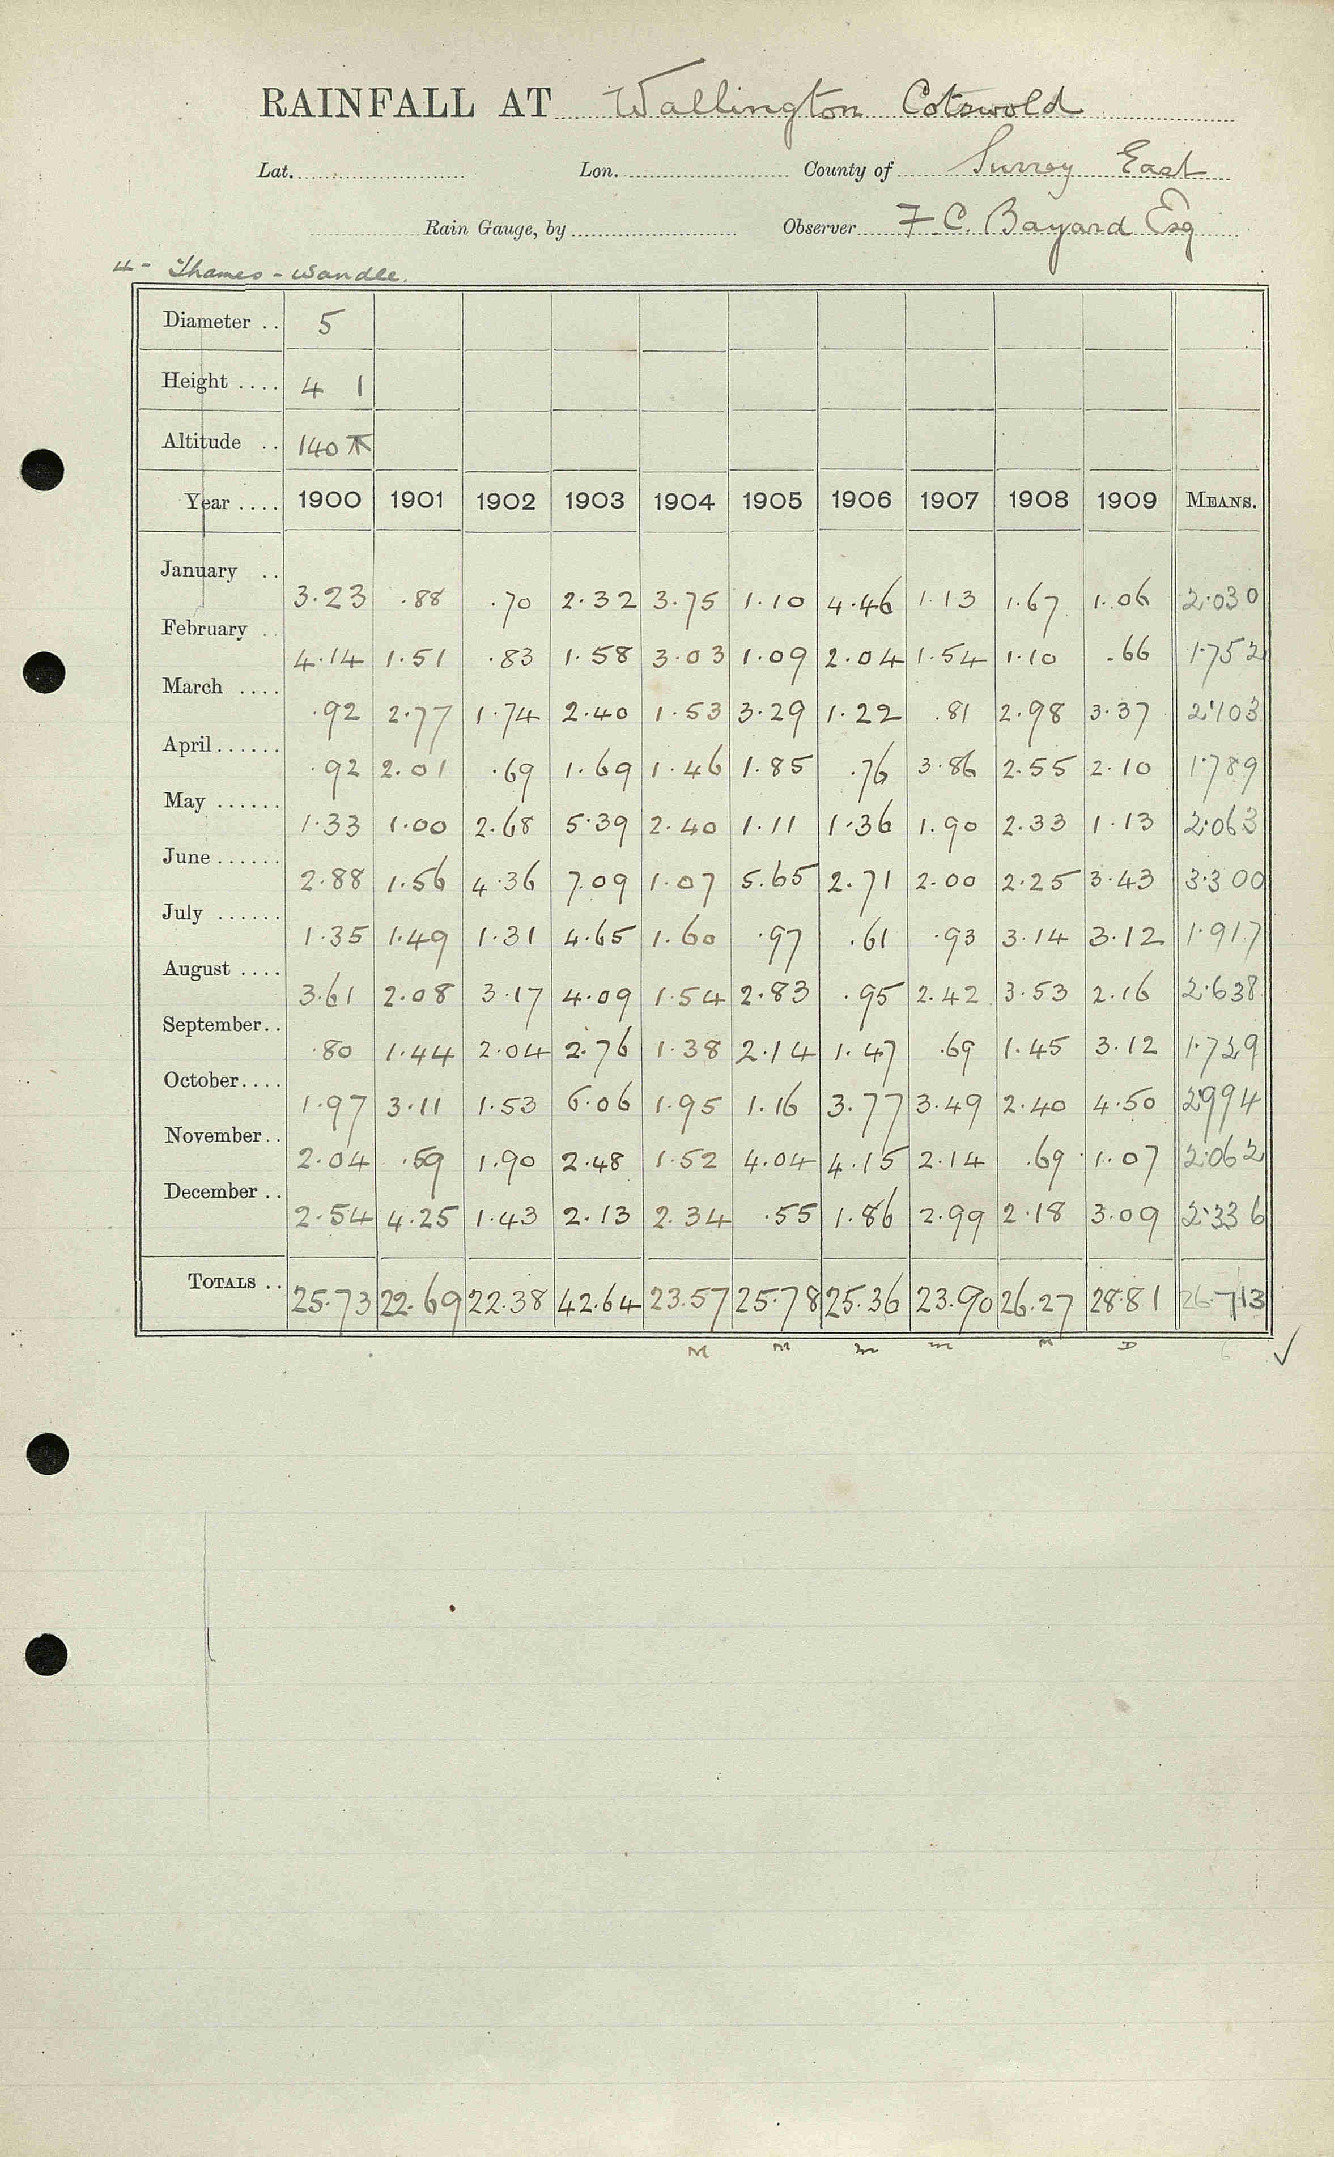 RAINFALL AT Wallington Cotswold
Lat. Lon. County of Surrey East
Rain Gauge, by Observer F. C. Bayard Esq
4 - Thames - Wandle.
Diameter .. 5
Height .... 4 1
Altitude .. 140
Year .... 1900 1901 1902 1903 1904 1905 1906 1907 1908 1909 MEANS.
January .. 3.23 .88 .70 2.32 3.75 1.10 4.46 1.13 1.67 1.06 2.030
February .. 4.14 1.51 .83 1.58 3.03 1.09 2.04 1.54 1.10 .66 1.752
March .... .92 2.77 1.74 2.40 1.53 3.29 1.22 .81 2.98 3.37 2.103
April ...... .92 2.01 .69 1.69 1.46 1.85 .76 3.86 2.55 2.10 1.789
May ...... 1.33 1.00 2.68 5.39 2.40 1.11 1.36 1.90 2.33 1.13 2.063
June ...... 2.88 1.56 4.36 7.09 1.07 5.65 2.71 2.00 2.25 3.43 3.300
July ...... 1.35 1.49 1.31 4.65 1.60 .97 .61 .93 3.14 3.12 1.917
August .... 3.61 2.08 3.17 4.09 1.54 2.83 .95 2.42 3.53 2.16 2.638
September .. .80 1.44 2.04 2.76 1.38 2.14 1.47 .69 1.45 3.12 1.729
October .... 1.97 3.11 1.53 6.06 1.95 1.16 3.77 3.49 2.40 4.50 2.994
November .. 2.04 .59 1.90 2.48 1.52 4.04 4.15 2.14 .69 1.07 2.062
December .. 2.54 4.25 1.43 2.13 2.34 .55 1.86 2.99 2.18 3.09 2.336
TOTALS .. 25.73 22.69 22.38 42.64 23.57 25.78 25.36 23.90 26.27 28.81 26.713
M M m m M D ✓